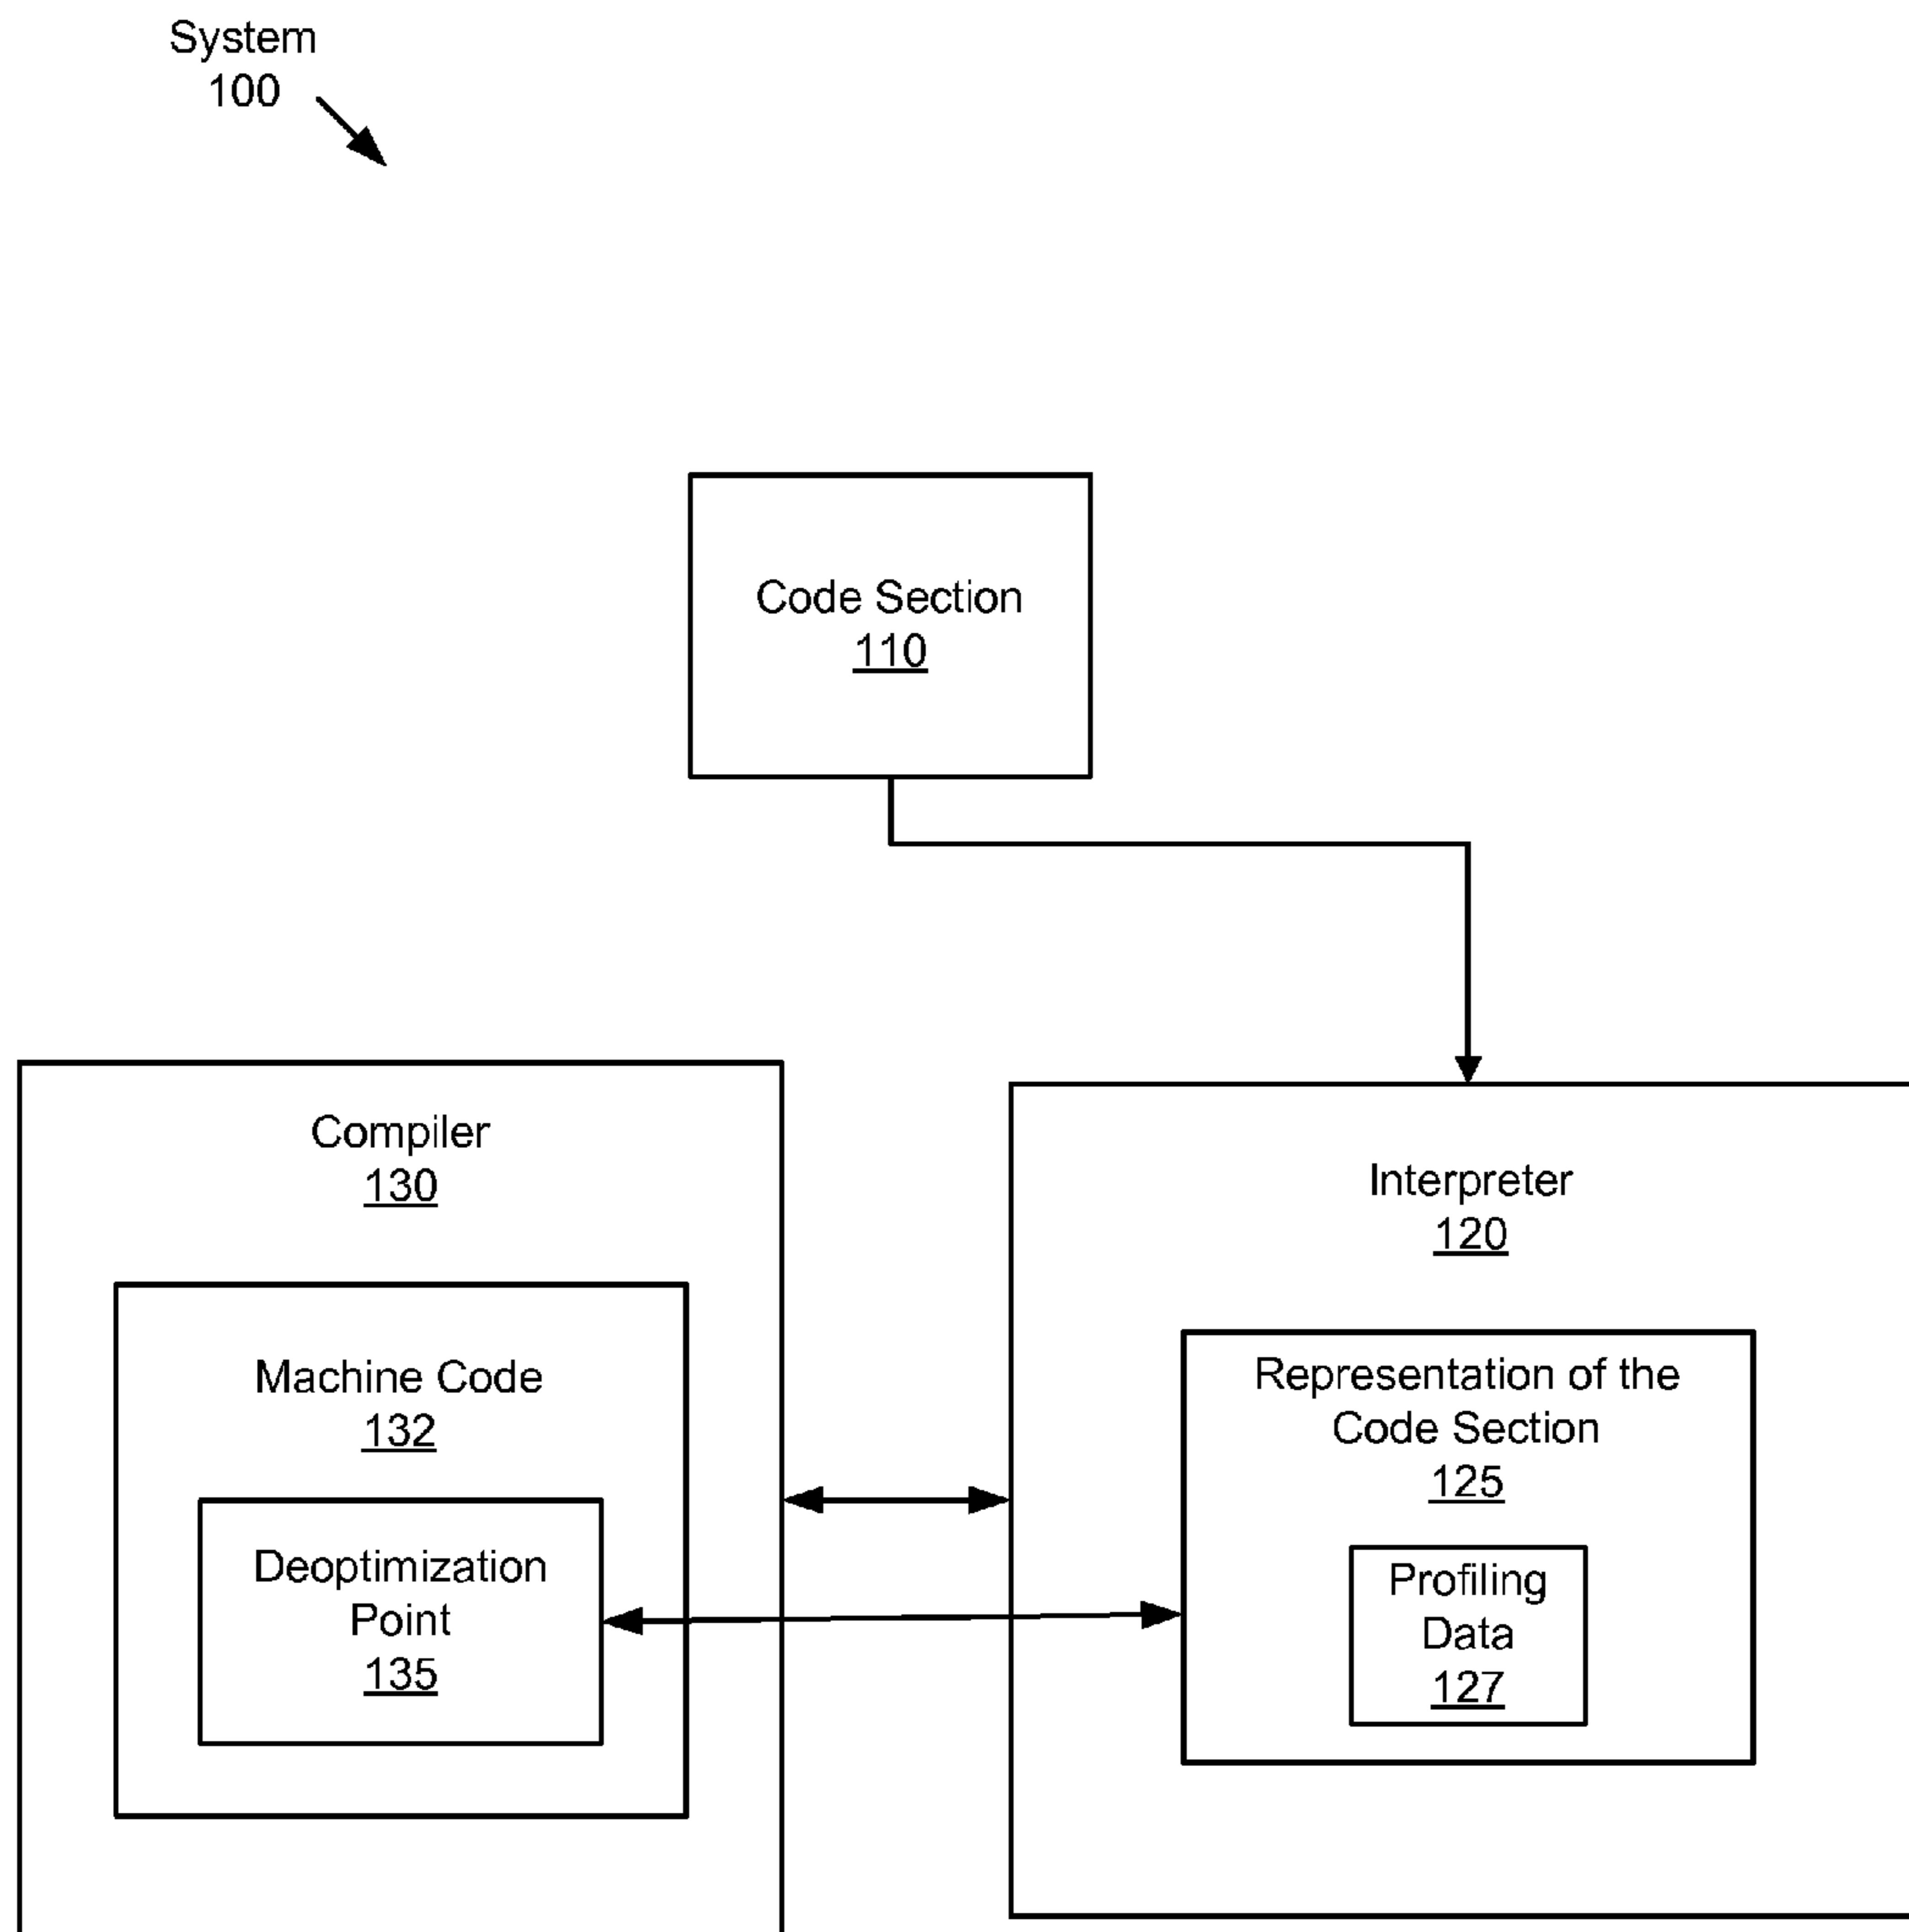 System
100
Code Section
110
Compiler
130
Machine Code
132
Deoptimization
Point
135
Interpreter
120
Representation of the
Code Section
125
Profiling
Data
127